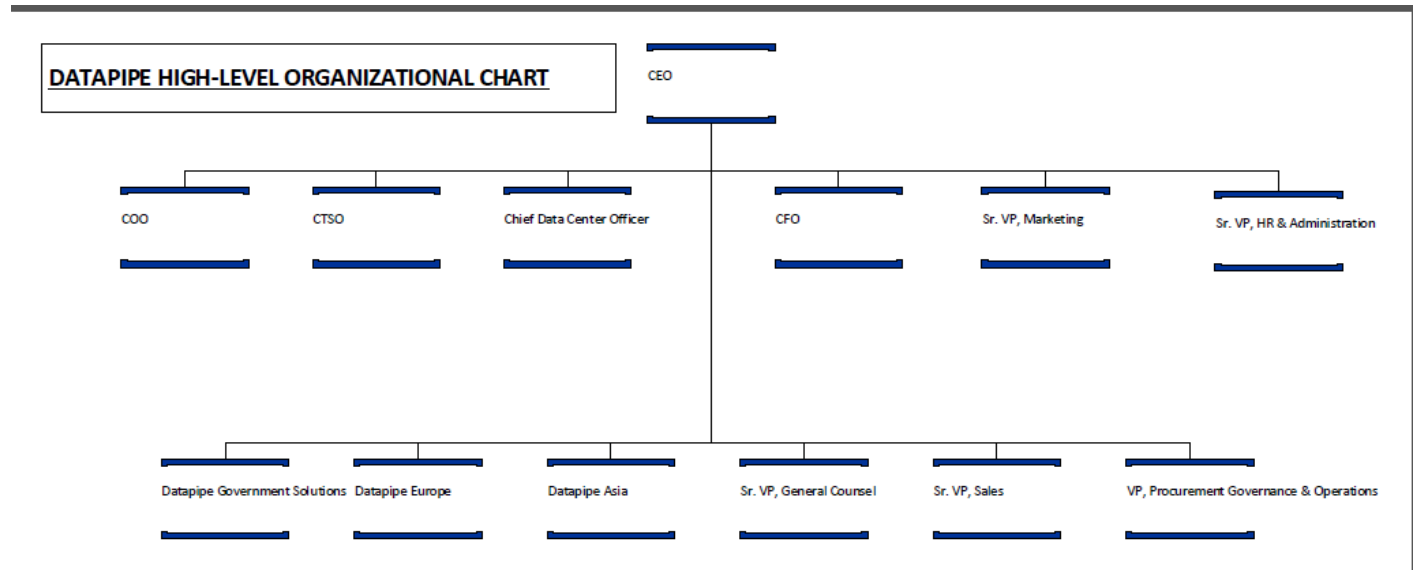 DATAPIPE HIGH-LEVEL ORGANIZATIONAL CHART
CEO
COO
CTSO
Chief Data Center Officer
CFO
Sr. VP, Marketing
Sr. VP, HR & Administration
Datapipe Government Solutions
Datapipe Europe
Datapipe Asia
Sr. VP, General Counsel
Sr. VP, Sales
VP, Procurement Governance & Operations